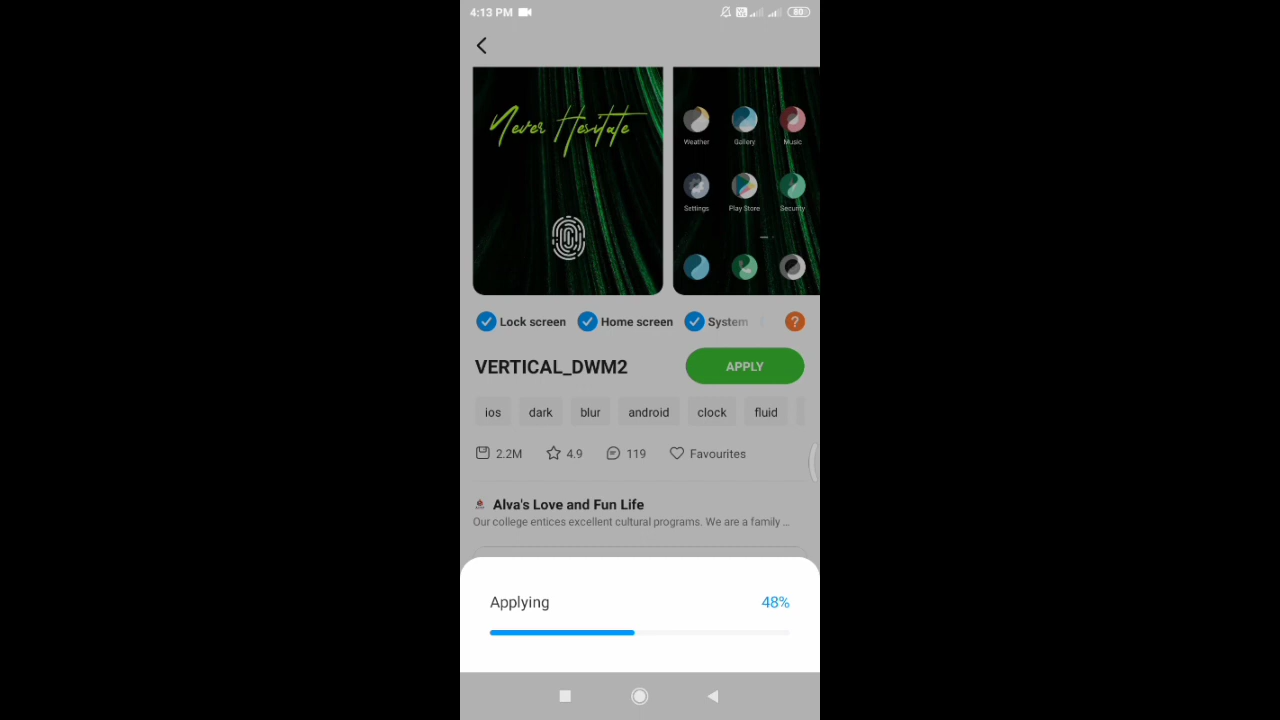 4:13 PM
80
Never Hesitate
Weather Gallery Music
Settings Play Store Security
Lock screen Home screen System ?
VERTICAL_DWM2 APPLY
ios dark blur android clock fluid
2.2M 4.9 119 Favourites
Alva's Love and Fun Life
Our college entices excellent cultural programs. We are a family ...
Applying 48%